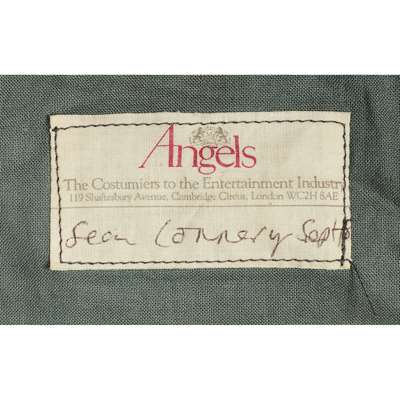 Angels
The Costumiers to the Entertainment Industry
119 Shaftesbury Avenue, Cambridge Circus, London WC2H 8AE
Sean Connery